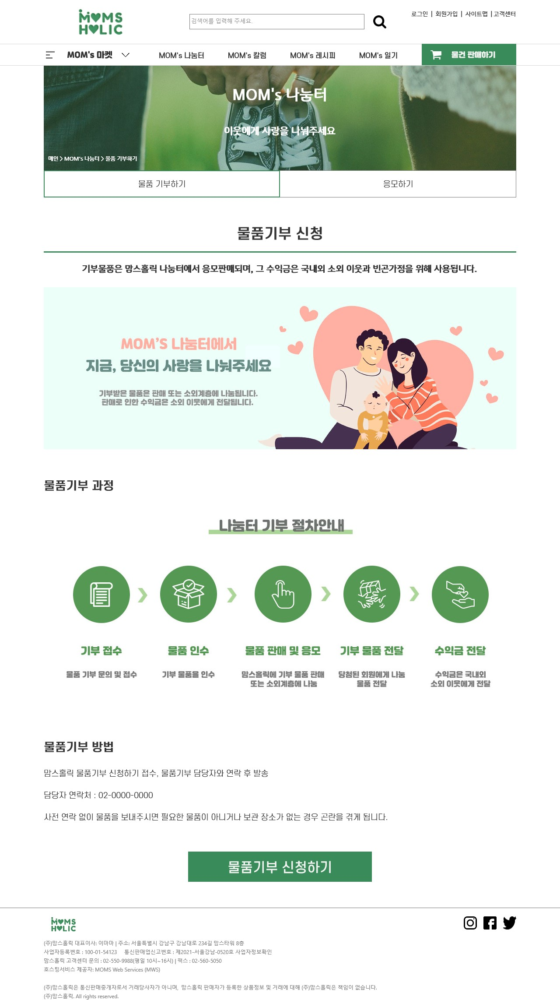 MOMS
HOLIC
검색어를 입력해 주세요.
로그인 | 회원가입 | 사이트맵 | 고객센터
MOM's 마켓
MOM's 나눔터
MOM's 칼럼
MOM's 레시피
MOM's 일기
물건 판매하기
MOM's 나눔터
이웃에게 사랑을 나눠주세요
메인 > MOM's 나눔터 > 물품 기부하기
물품 기부하기
응모하기
물품기부 신청
기부물품은 맘스홀릭 나눔터에서 응모판매되며, 그 수익금은 국내외 소외 이웃과 빈곤가정을 위해 사용됩니다.
MOM’S 나눔터에서
지금, 당신의 사랑을 나눠주세요
기부받은 물품은 판매 또는 소외계층에 나눔됩니다.
판매로 인한 수익금은 소외 이웃에게 전달됩니다.
물품기부 과정
나눔터 기부 절차안내
기부 접수
물품 기부 문의 및 접수
물품 인수
기부 물품을 인수
물품 판매 및 응모
맘스홀릭에 기부 물품 판매
또는 소외계층에 나눔
기부 물품 전달
당첨된 회원에게 나눔
물품 전달
수익금 전달
수익금은 국내외
소외 이웃에게 전달
물품기부 방법
맘스홀릭 물품기부 신청하기 접수, 물품기부 담당자와 연락 후 발송
담당자 연락처 : 02-0000-0000
사전 연락 없이 물품을 보내주시면 필요한 물품이 아니거나 보관 장소가 없는 경우 곤란을 겪게 됩니다.
물품기부 신청하기
MOMS
HOLIC
(주)맘스홀릭 대표이사: 이마마 | 주소: 서울특별시 강남구 강남대로 234길 맘스타워 8층
사업자등록번호 : 100-01-54123 통신판매업신고번호 : 제2021-서울강남-0520호 사업자정보확인
맘스홀릭 고객센터 문의 : 02-550-9988(평일 10시~16시) | 팩스 : 02-560-5050
호스팅서비스 제공자: MOMS Web Services (MWS)
(주)맘스홀릭은 통신판매중개자로서 거래당사자가 아니며, 맘스홀릭 판매자가 등록한 상품정보 및 거래에 대해 (주)맘스홀릭은 책임이 없습니다.
(주)맘스홀릭. All rights reserved.